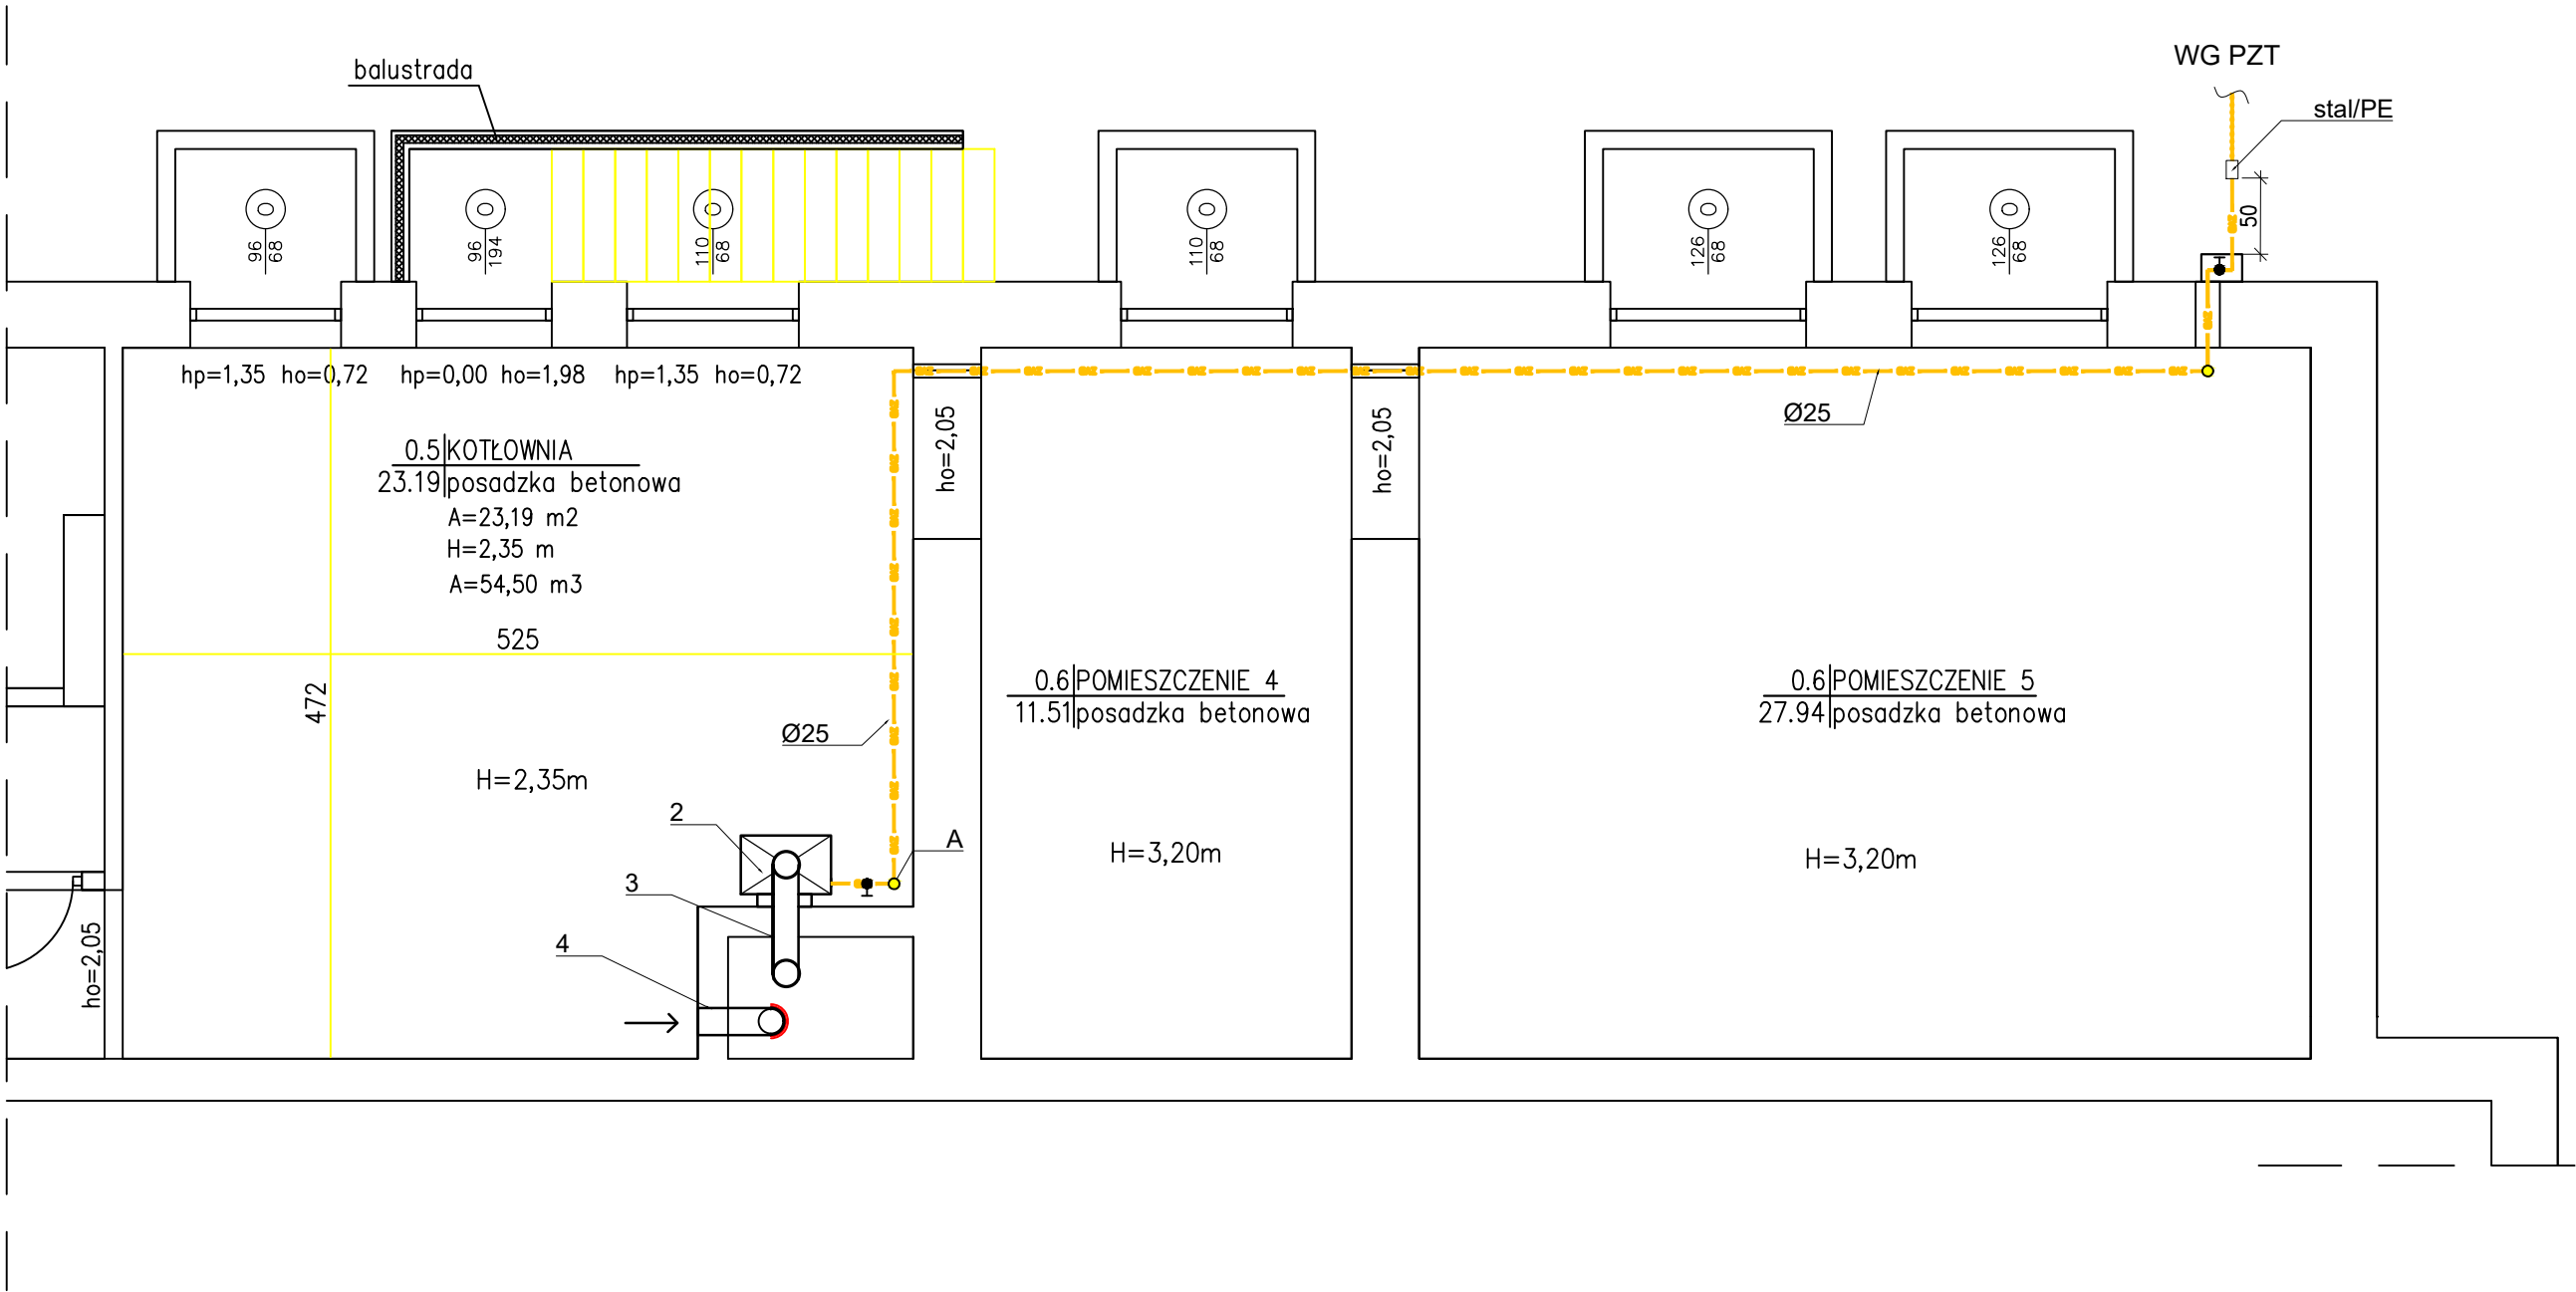 WG PZT
balustrada
stal/PE
50
96
68
96
194
110
68
110
68
126
68
126
68
hp=1,35 ho=0,72 hp=0,00 ho=1,98 hp=1,35 ho=0,72
Ø25
ho=2,05
ho=2,05
0.5 KOTŁOWNIA
23.19 posadzka betonowa
A=23,19 m2
H=2,35 m
A=54,50 m3
525
472
0.6 POMIESZCZENIE 4
11.51 posadzka betonowa
0.6 POMIESZCZENIE 5
27.94 posadzka betonowa
Ø25
H=2,35m
2
A
H=3,20m
H=3,20m
3
4
ho=2,05